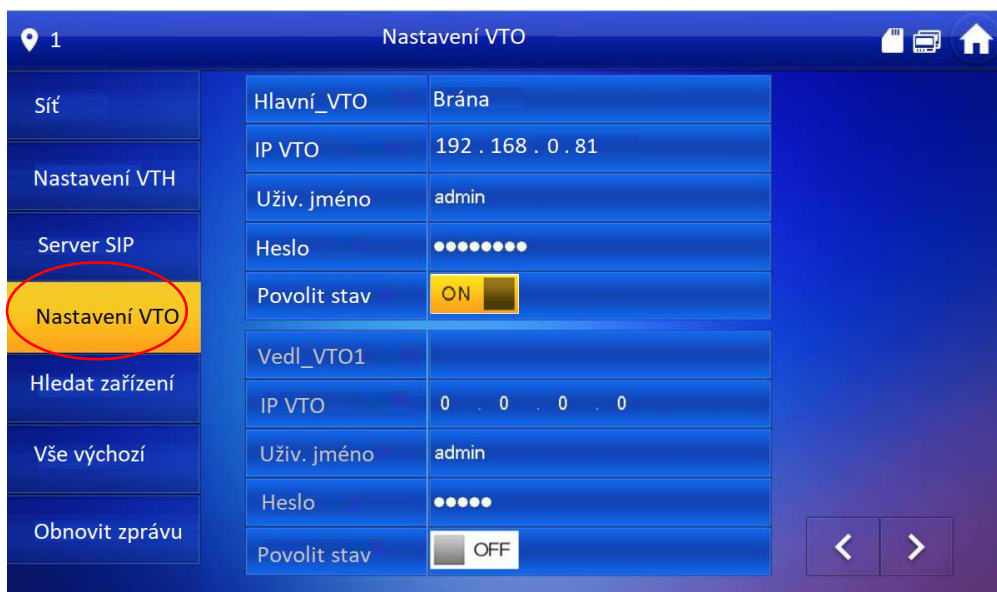 1
Nastavení VTO
Síť
Nastavení VTH
Server SIP
Nastavení VTO
Hledat zařízení
Vše výchozí
Obnovit zprávu
Hlavní_VTO Brána
IP VTO 192 . 168 . 0 . 81
Uživ. jméno admin
Heslo ●●●●●●●●
Povolit stav ON
Vedl_VTO1
IP VTO 0 . 0 . 0 . 0
Uživ. jméno admin
Heslo ●●●●●
Povolit stav OFF